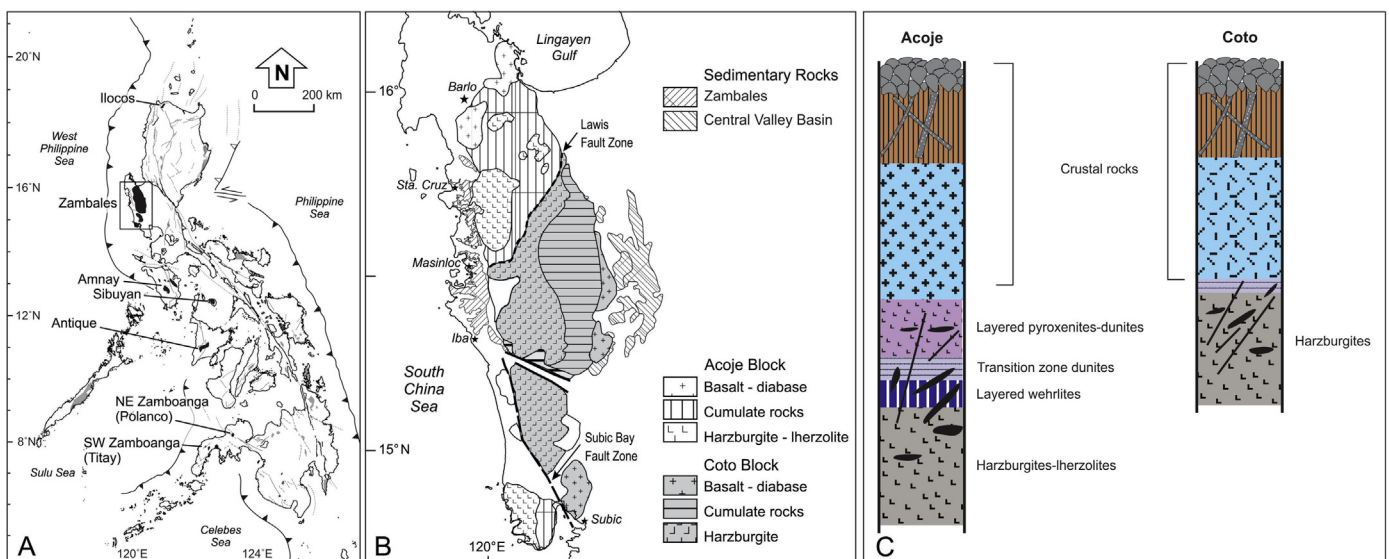 20°N
N
0 200 km
Ilocos
West
Philippine
Sea
16°N
Zambales
Philippine
Sea
Amnay
Sibuyan
12°N
Antique
NE Zamboanga
(Polanco)
8°N
SW Zamboanga
(Titay)
Sulu Sea
Celebes
Sea
A
120°E
124°E
Lingayen
Gulf
Barlo
16°
Lawis
Fault Zone
Sta. Cruz
Masinloc
Iba
South
China
Sea
15°N
Subic Bay
Fault Zone
Subic
120°E
B
Sedimentary Rocks
Zambales
Central Valley Basin
Acoje Block
Basalt - diabase
Cumulate rocks
Harzburgite - lherzolite
Coto Block
Basalt - diabase
Cumulate rocks
Harzburgite
Acoje
Coto
Crustal rocks
Layered pyroxenites-dunites
Transition zone dunites
Layered wehrlites
Harzburgites
Harzburgites-lherzolites
C